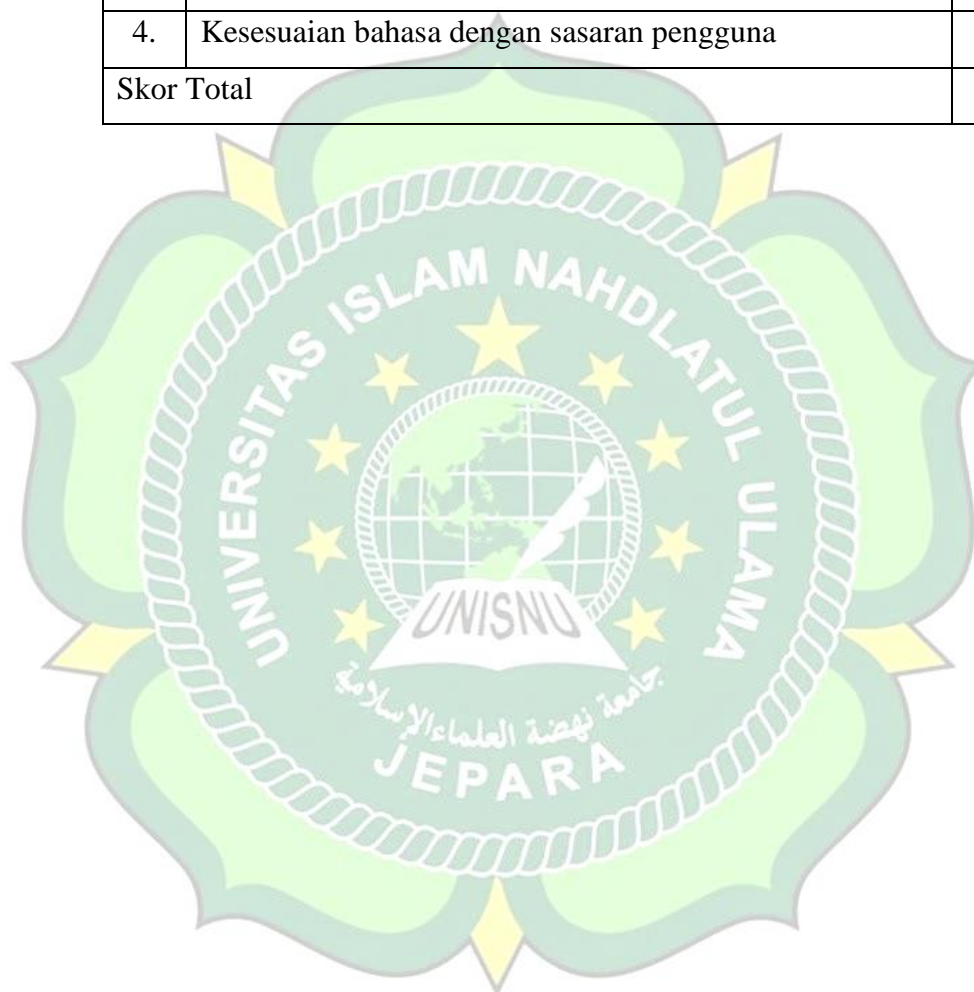 4. Kesesuaian bahasa dengan sasaran pengguna
Skor Total
UNIVERSITAS ISLAM NAHDLATUL ULAMA
UNISNU
جامعة نهضة العلماء الإسلامية
JEPARA